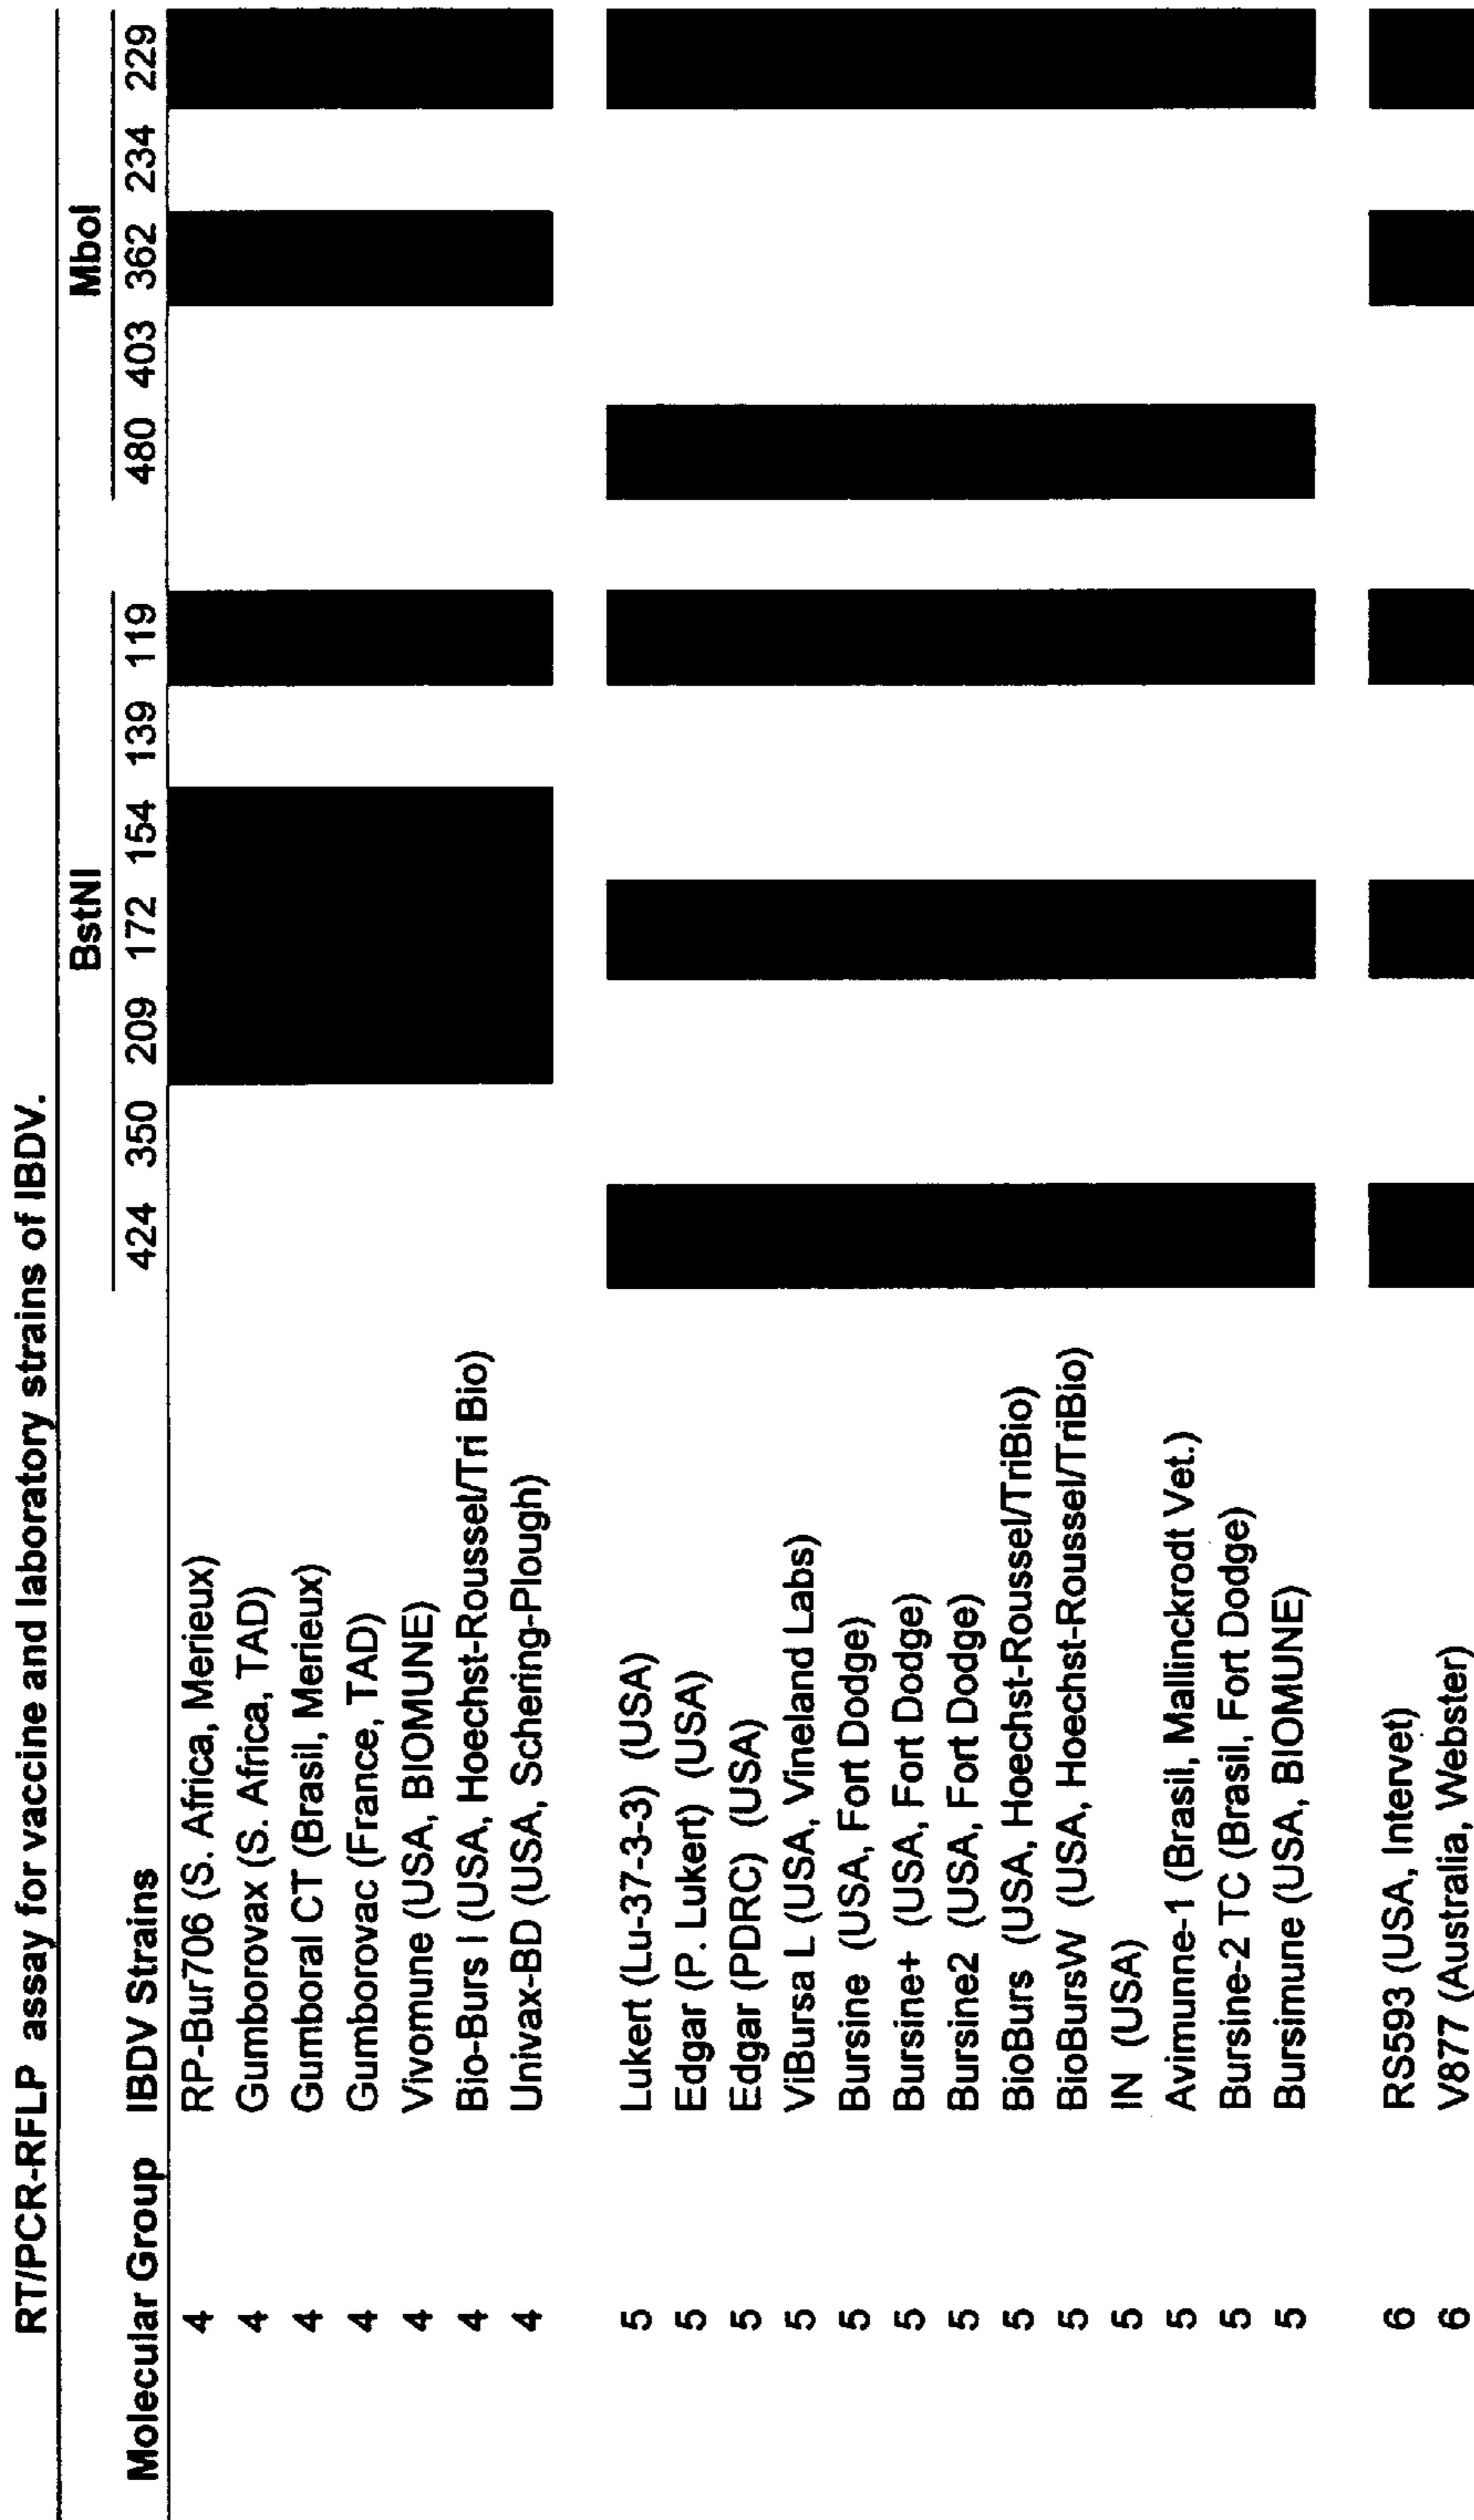 RT/PCR-RFLP assay for vaccine and laboratory strains of IBDV.
BstNI MboI
Molecular Group IBDV Strains 424 350 209 172 154 139 119 480 403 362 234 229
4 RP-Bur706 (S. Africa, Merieux)
4 Gumborovax (S. Africa, TAD)
4 Gumboral CT (Brasil, Merieux)
4 Gumborovac (France, TAD)
4 Vivomune (USA, BIOMUNE)
4 Bio-Burs I (USA, Hoechst-Roussel/Tri Bio)
4 Univax-BD (USA, Schering-Plough)
5 Lukert (Lu-37-3-3) (USA)
5 Edgar (P. Lukert) (USA)
5 Edgar (PDRC) (USA)
5 ViBursa L (USA, Vineland Labs)
5 Bursine (USA, Fort Dodge)
5 Bursine+ (USA, Fort Dodge)
5 Bursine2 (USA, Fort Dodge)
5 BioBurs (USA, Hoechst-Roussel/TriBio)
5 BioBursW (USA, Hoechst-Roussel/TriBio)
5 IN (USA)
5 Avimunne-1 (Brasil, Mallinckrodt Vet.)
5 Bursine-2 TC (Brasil, Fort Dodge)
5 Bursimune (USA, BIOMUNE)
6 RS593 (USA, Intervet)
6 V877 (Australia, Webster)